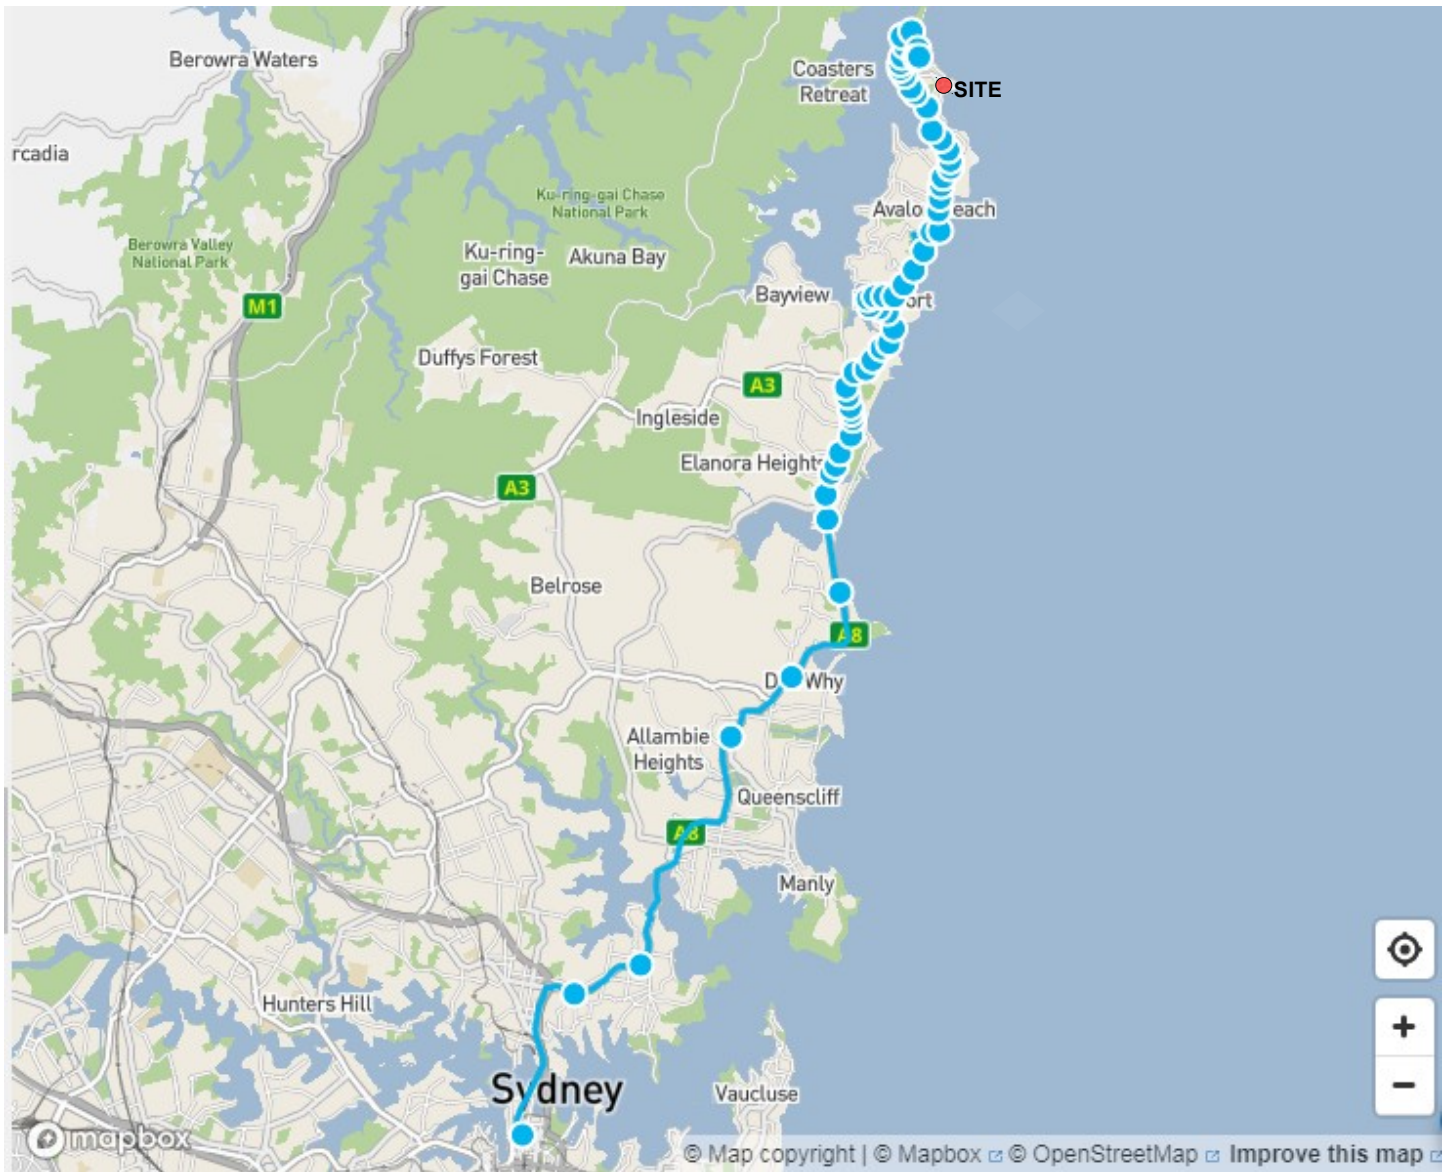 Berowra Waters
Coasters
Retreat
SITE
rcadia
Ku-ring-gai Chase
National Park
Avalo
each
Berowra Valley
National Park
Ku-ring-
gai Chase
Akuna Bay
Bayview
ort
M1
Duffys Forest
A3
Ingleside
Elanora Heights
A3
Belrose
A8
D
Why
Allambie
Heights
Queenscliff
A8
Manly
Hunters Hill
Sydney
Vaucluse
mapbox
© Map copyright | © Mapbox © OpenStreetMap Improve this map